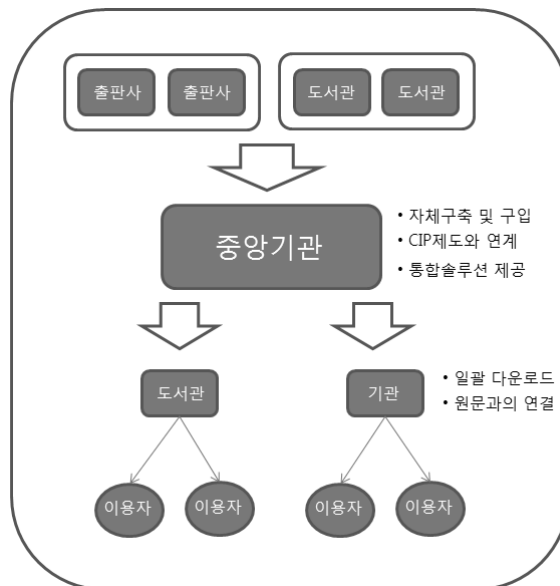 출판사 출판사 도서관 도서관
중앙기관
• 자체구축 및 구입
• CIP제도와 연계
• 통합솔루션 제공
도서관 기관
• 일괄 다운로드
• 원문과의 연결
이용자 이용자 이용자 이용자